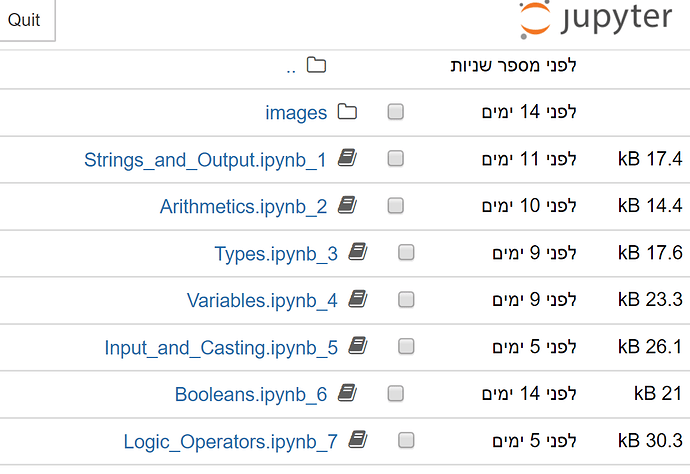 Quit
jupyter
.. לפני מספר שניות
images לפני 14 ימים
Strings_and_Output.ipynb_1 לפני 11 ימים kB 17.4
Arithmetics.ipynb_2 לפני 10 ימים kB 14.4
Types.ipynb_3 לפני 9 ימים kB 17.6
Variables.ipynb_4 לפני 9 ימים kB 23.3
Input_and_Casting.ipynb_5 לפני 5 ימים kB 26.1
Booleans.ipynb_6 לפני 14 ימים kB 21
Logic_Operators.ipynb_7 לפני 5 ימים kB 30.3